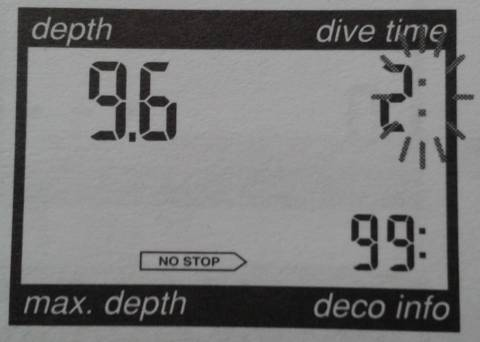 depth dive time
9.6 2:
NO STOP 99:
max. depth deco info